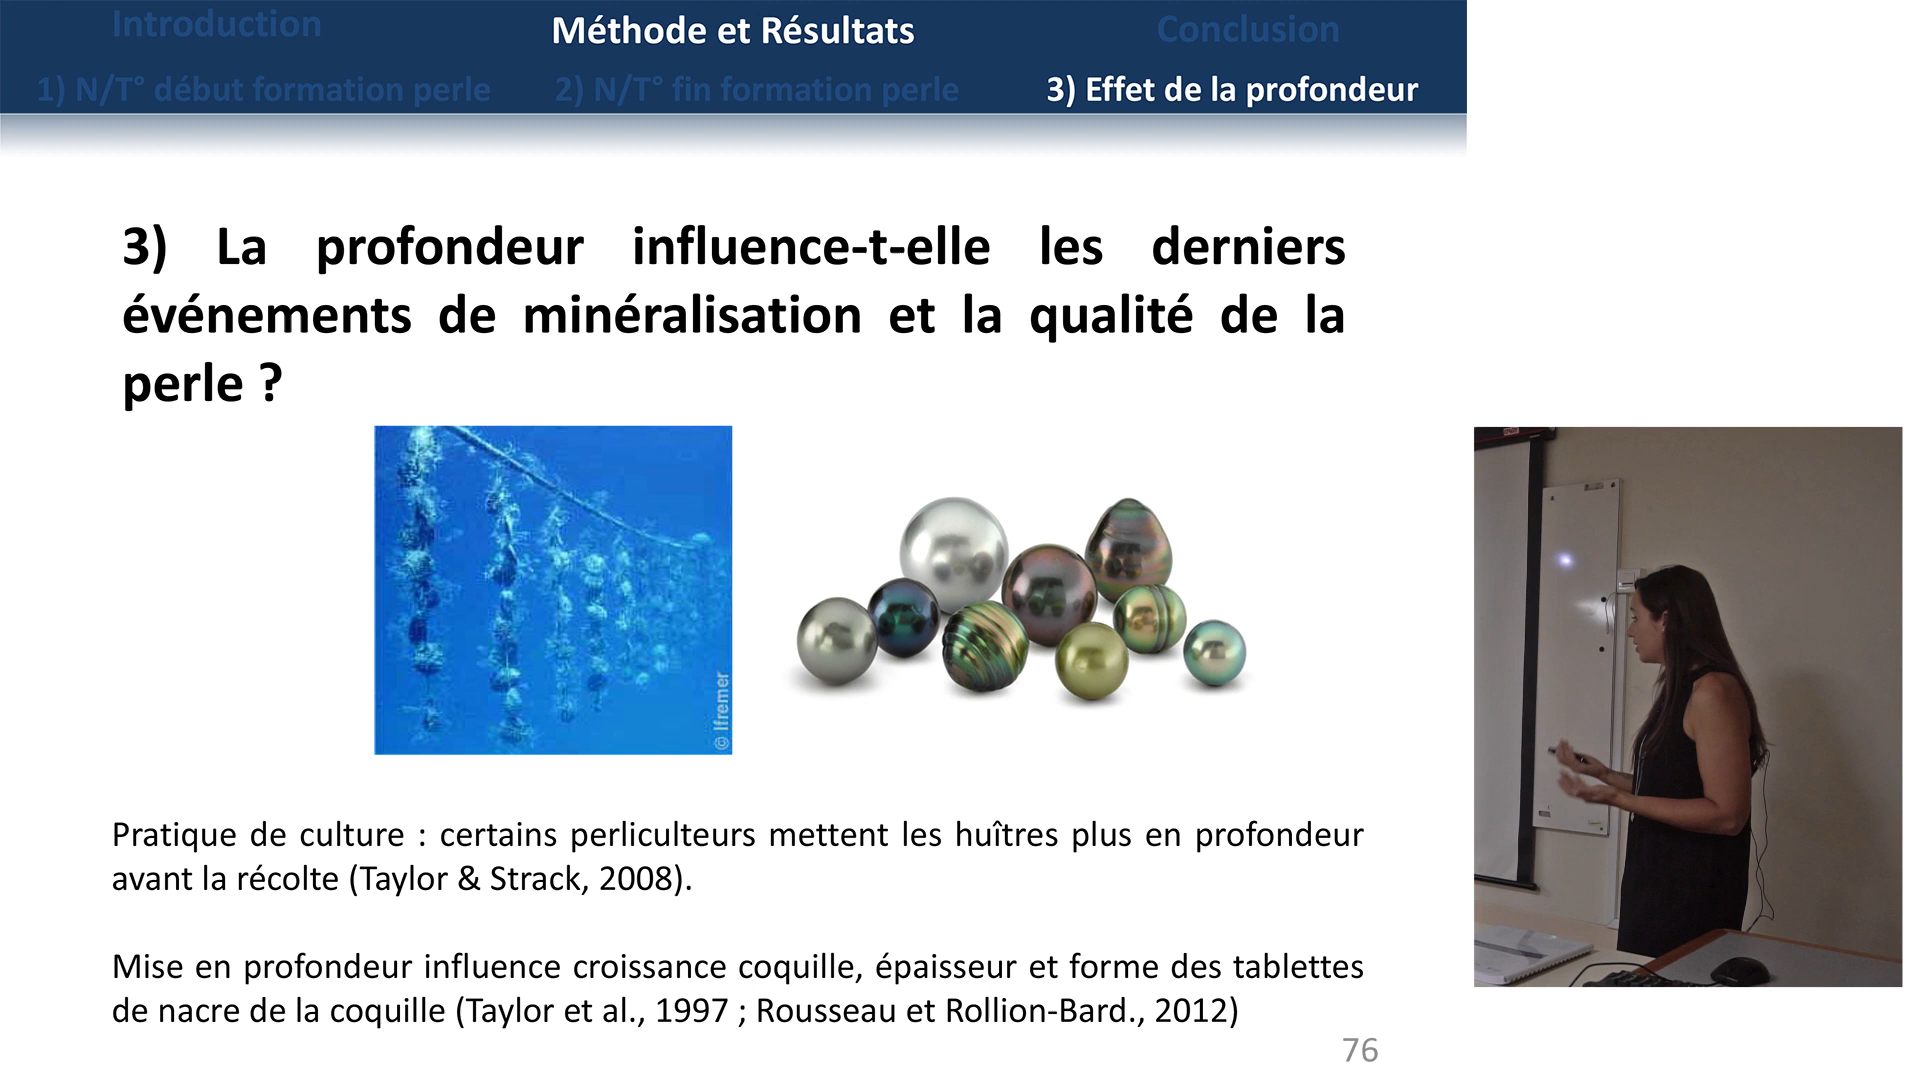 Introduction
Méthode et Résultats
Conclusion
1) N/T° début formation perle
2) N/T° fin formation perle
3) Effet de la profondeur
3) La profondeur influence-t-elle les derniers
événements de minéralisation et la qualité de la
perle ?
© Ifremer
Pratique de culture : certains perliculteurs mettent les huîtres plus en profondeur
avant la récolte (Taylor & Strack, 2008).
Mise en profondeur influence croissance coquille, épaisseur et forme des tablettes
de nacre de la coquille (Taylor et al., 1997 ; Rousseau et Rollion-Bard., 2012)
76